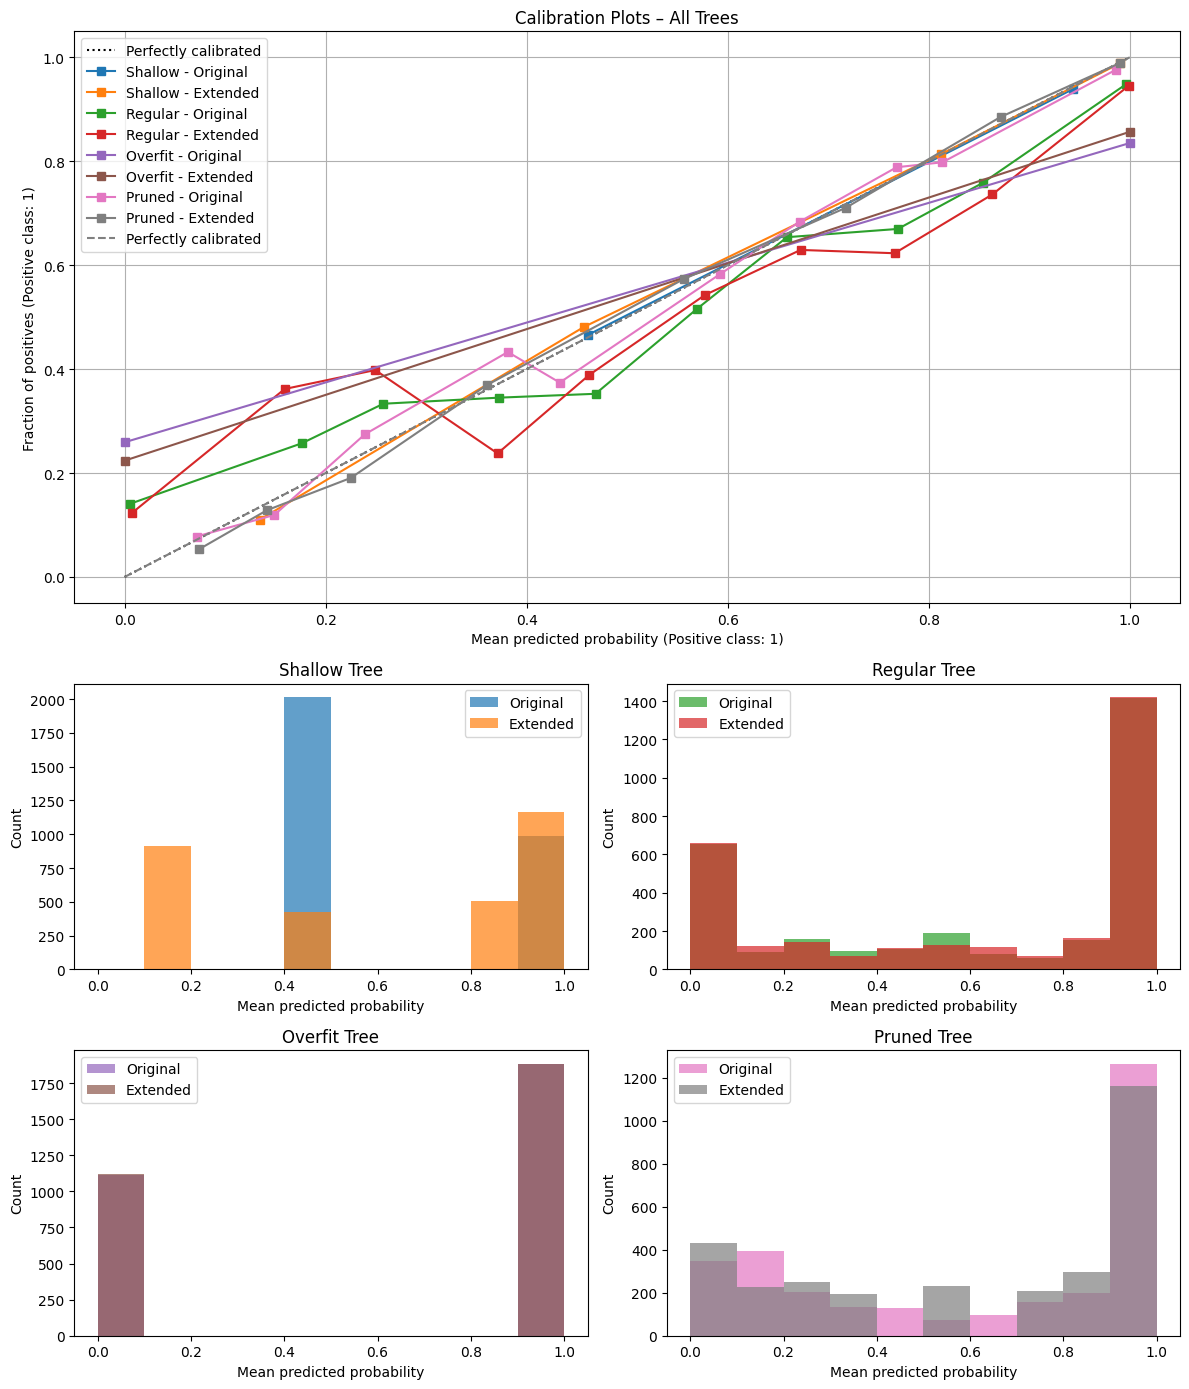 Calibration Plots – All Trees
Perfectly calibrated
Shallow - Original
Shallow - Extended
Regular - Original
Regular - Extended
Overfit - Original
Overfit - Extended
Pruned - Original
Pruned - Extended
Perfectly calibrated
Fraction of positives (Positive class: 1)
1.0
0.8
0.6
0.4
0.2
0.0
0.0 0.2 0.4 0.6 0.8 1.0
Mean predicted probability (Positive class: 1)
Shallow Tree
Original
Extended
Count
2000
1750
1500
1250
1000
750
500
250
0
0.0 0.2 0.4 0.6 0.8 1.0
Mean predicted probability
Regular Tree
Original
Extended
Count
1400
1200
1000
800
600
400
200
0
0.0 0.2 0.4 0.6 0.8 1.0
Mean predicted probability
Overfit Tree
Original
Extended
Count
1750
1500
1250
1000
750
500
250
0
0.0 0.2 0.4 0.6 0.8 1.0
Mean predicted probability
Pruned Tree
Original
Extended
Count
1200
1000
800
600
400
200
0
0.0 0.2 0.4 0.6 0.8 1.0
Mean predicted probability